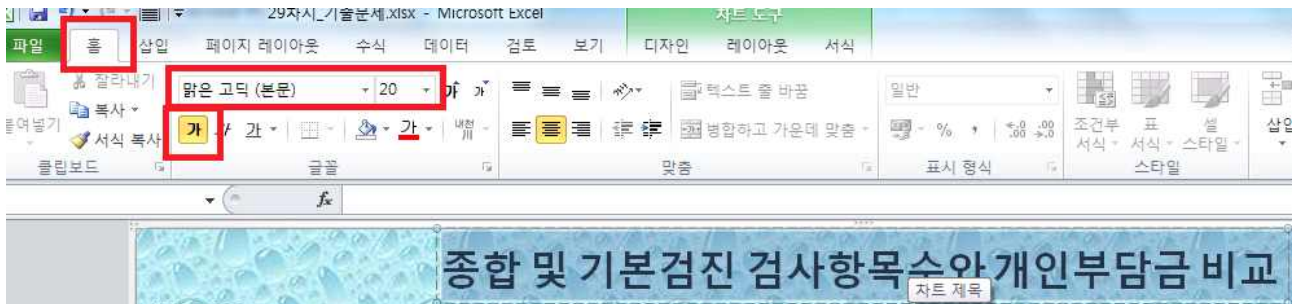 29차시_기출문제.xlsx - Microsoft Excel 차트 도구
파일 홈 삽입 페이지 레이아웃 수식 데이터 검토 보기 디자인 레이아웃 서식
잘라내기 맑은 고딕 (본문) 20 가 가 텍스트 줄 바꿈 일반
복사
붙여넣기 서식 복사 가 가 가 가 내천 병합하고 가운데 맞춤 % , 조건부 서식 표 서식 셀 스타일 삽입
클립보드 글꼴 맞춤 표시 형식 스타일
fx
종합 및 기본검진 검사항목수와 개인부담금 비교
차트 제목